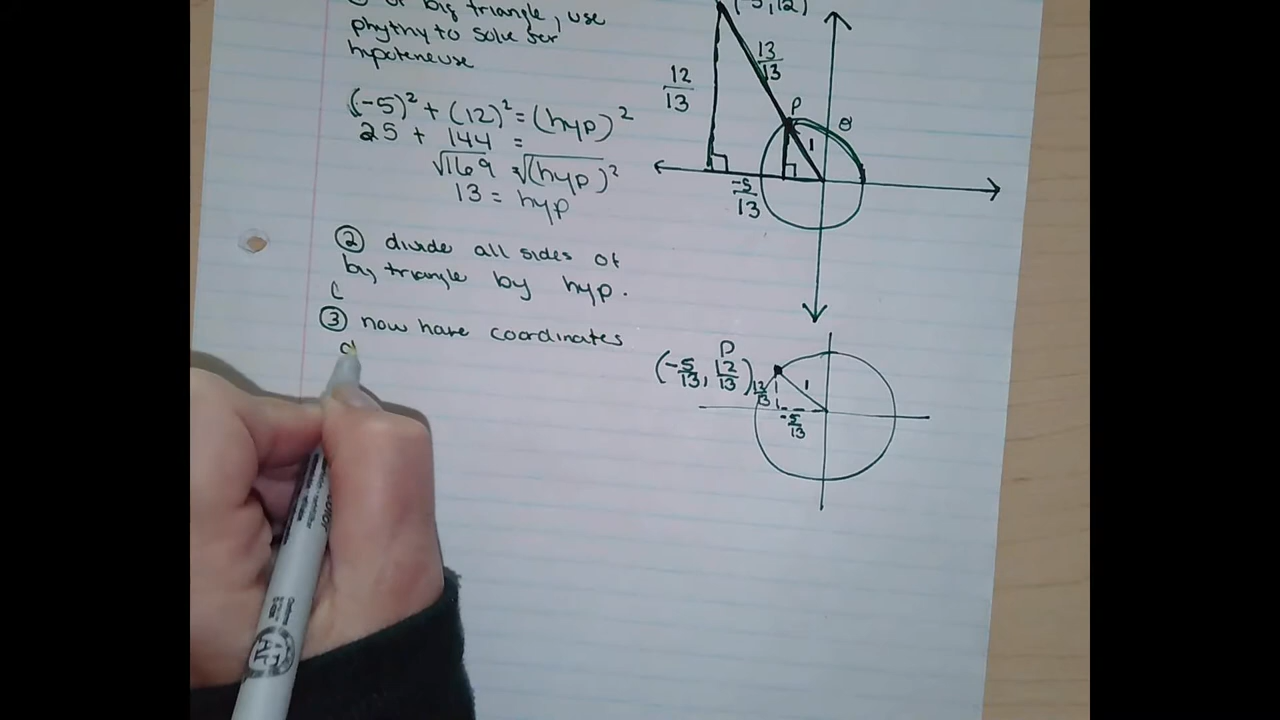 of big triangle, use
phythy to solve for
hypoteneuse
(-5)² + (12)² = (hyp)²
25 + 144 =
√169 √(hyp)²
13 = hyp
② divide all sides of
big triangle by hyp.
(
③ now have coordinates
12)
13/13
12/13
P
θ
1
-5/13
P
(-5/13, 12/13)
12/13
1
-5/13
AP